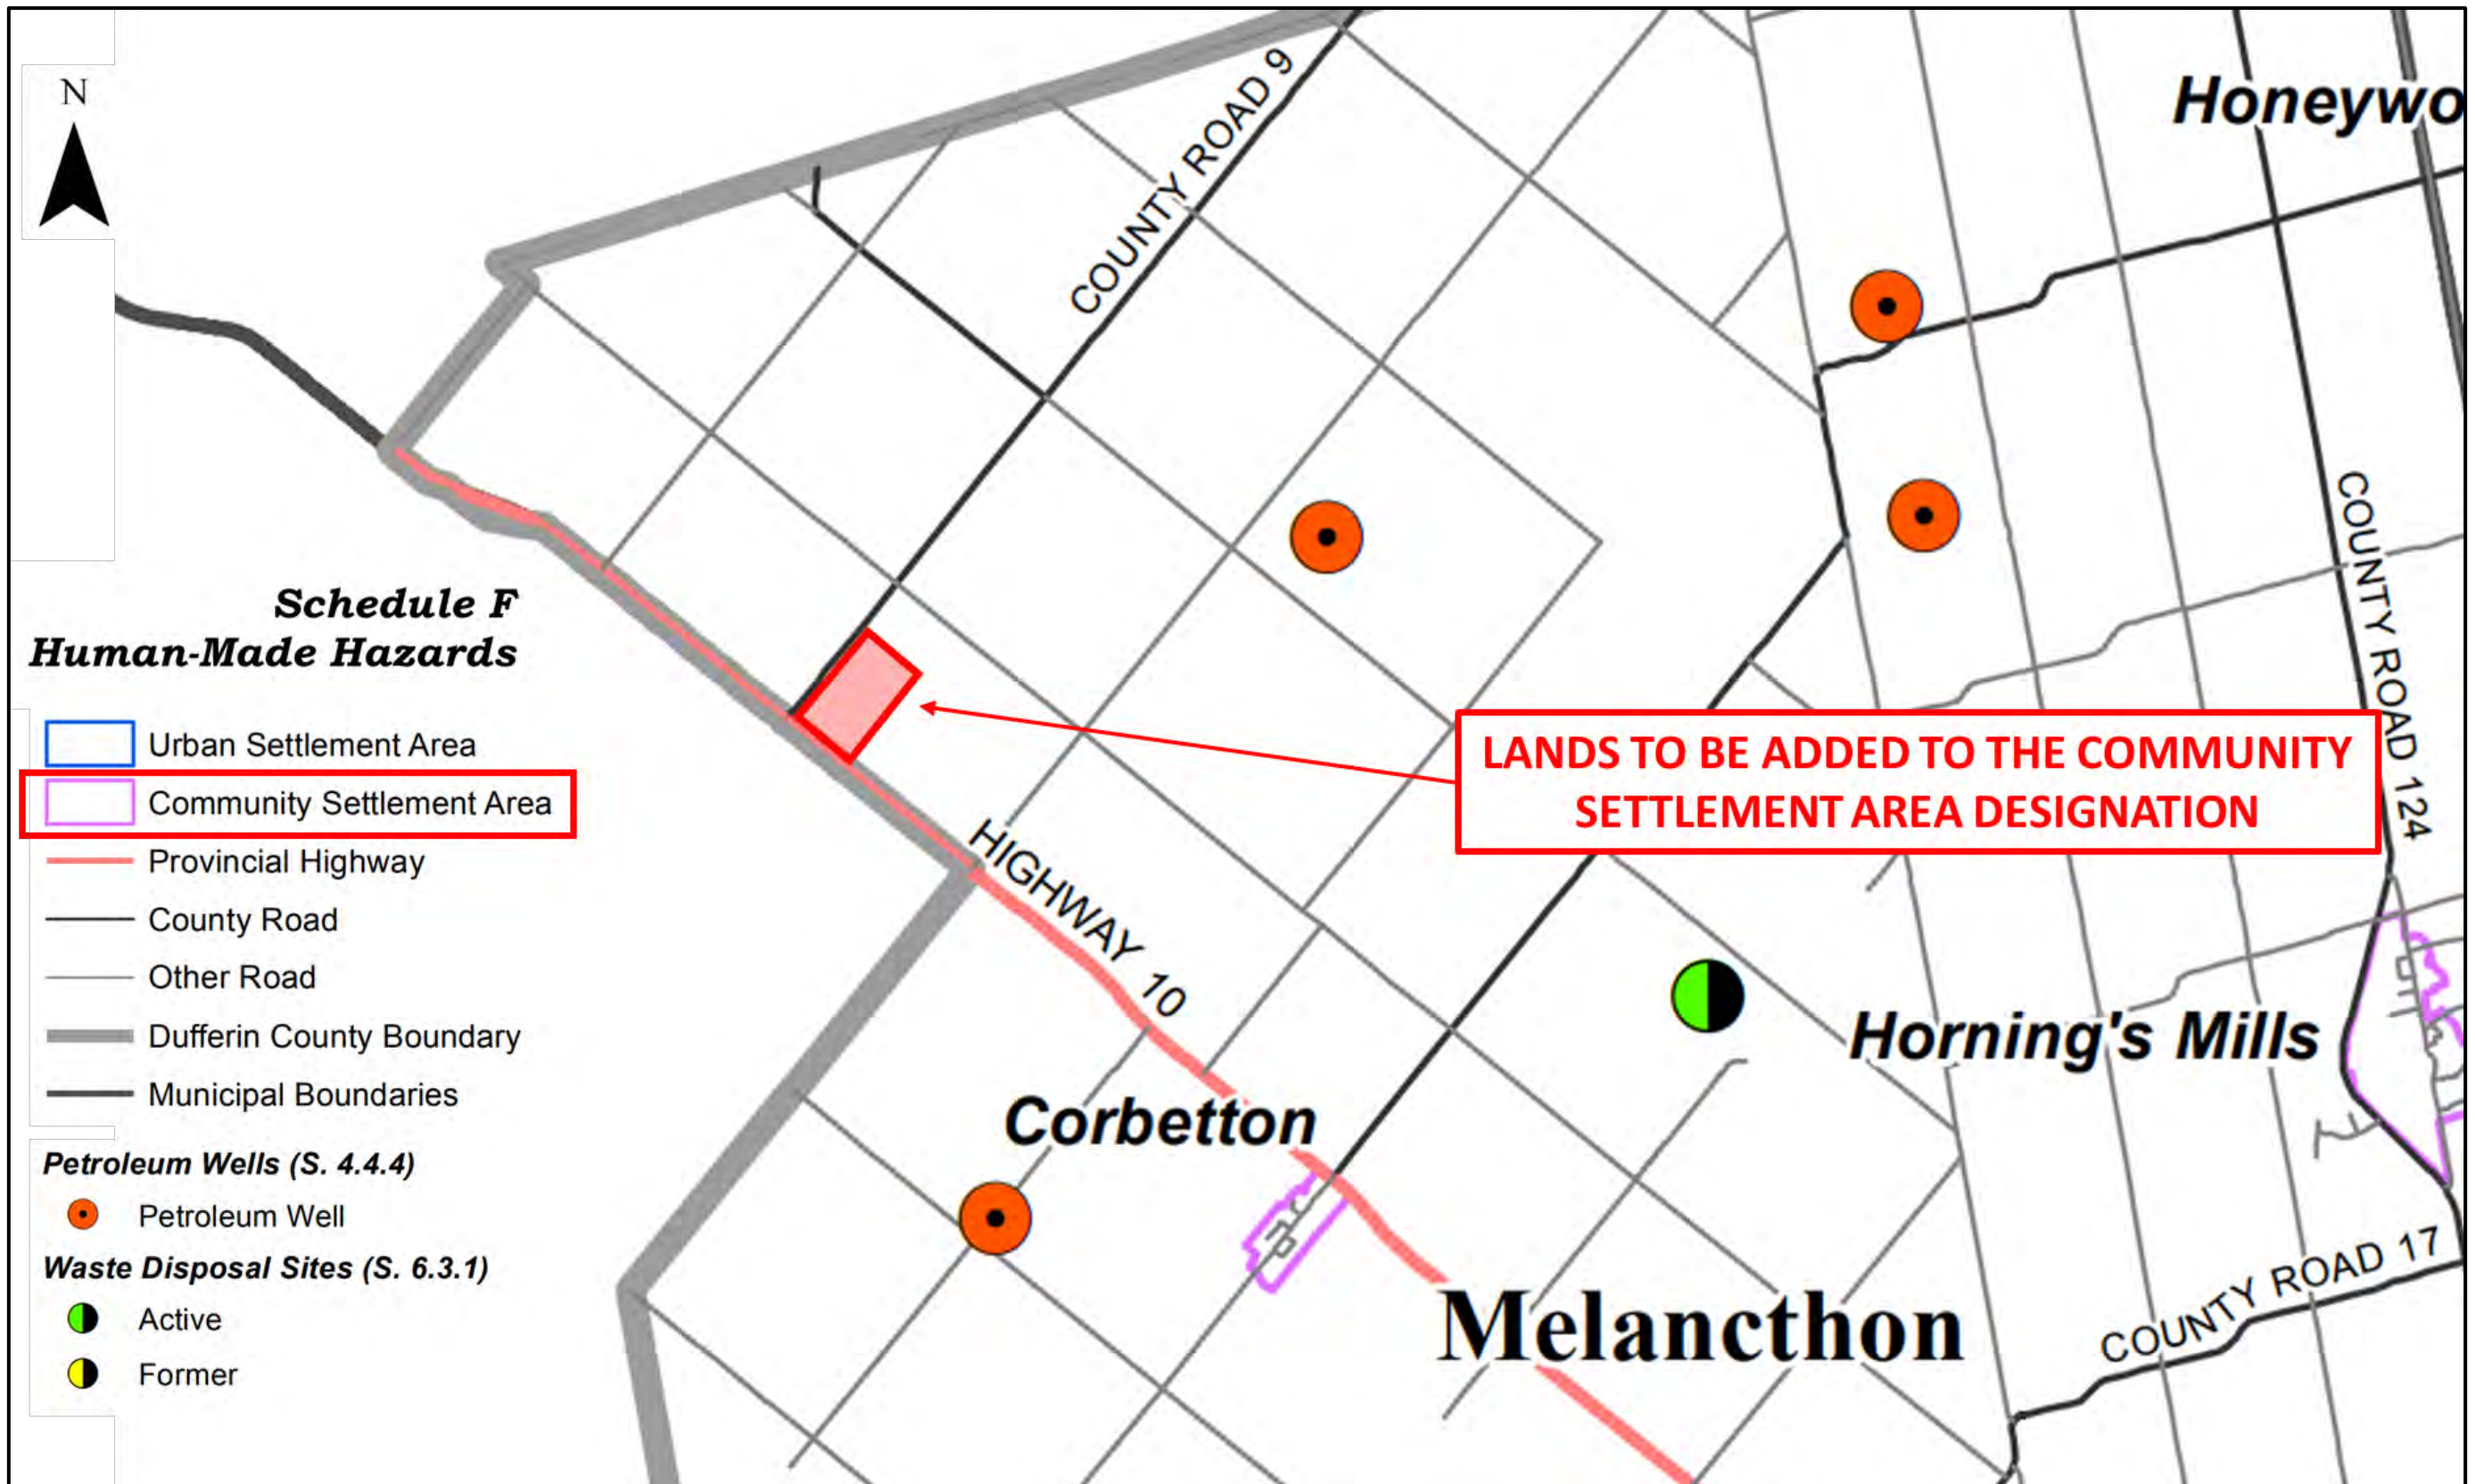 N
COUNTY ROAD 9
Honeywo
Schedule F
Human-Made Hazards
Urban Settlement Area
Community Settlement Area
Provincial Highway
County Road
Other Road
Dufferin County Boundary
Municipal Boundaries
Petroleum Wells (S. 4.4.4)
Petroleum Well
Waste Disposal Sites (S. 6.3.1)
Active
Former
COUNTY ROAD 124
LANDS TO BE ADDED TO THE COMMUNITY
SETTLEMENT AREA DESIGNATION
HIGHWAY 10
Horning's Mills
Corbetton
Melancthon
COUNTY ROAD 17